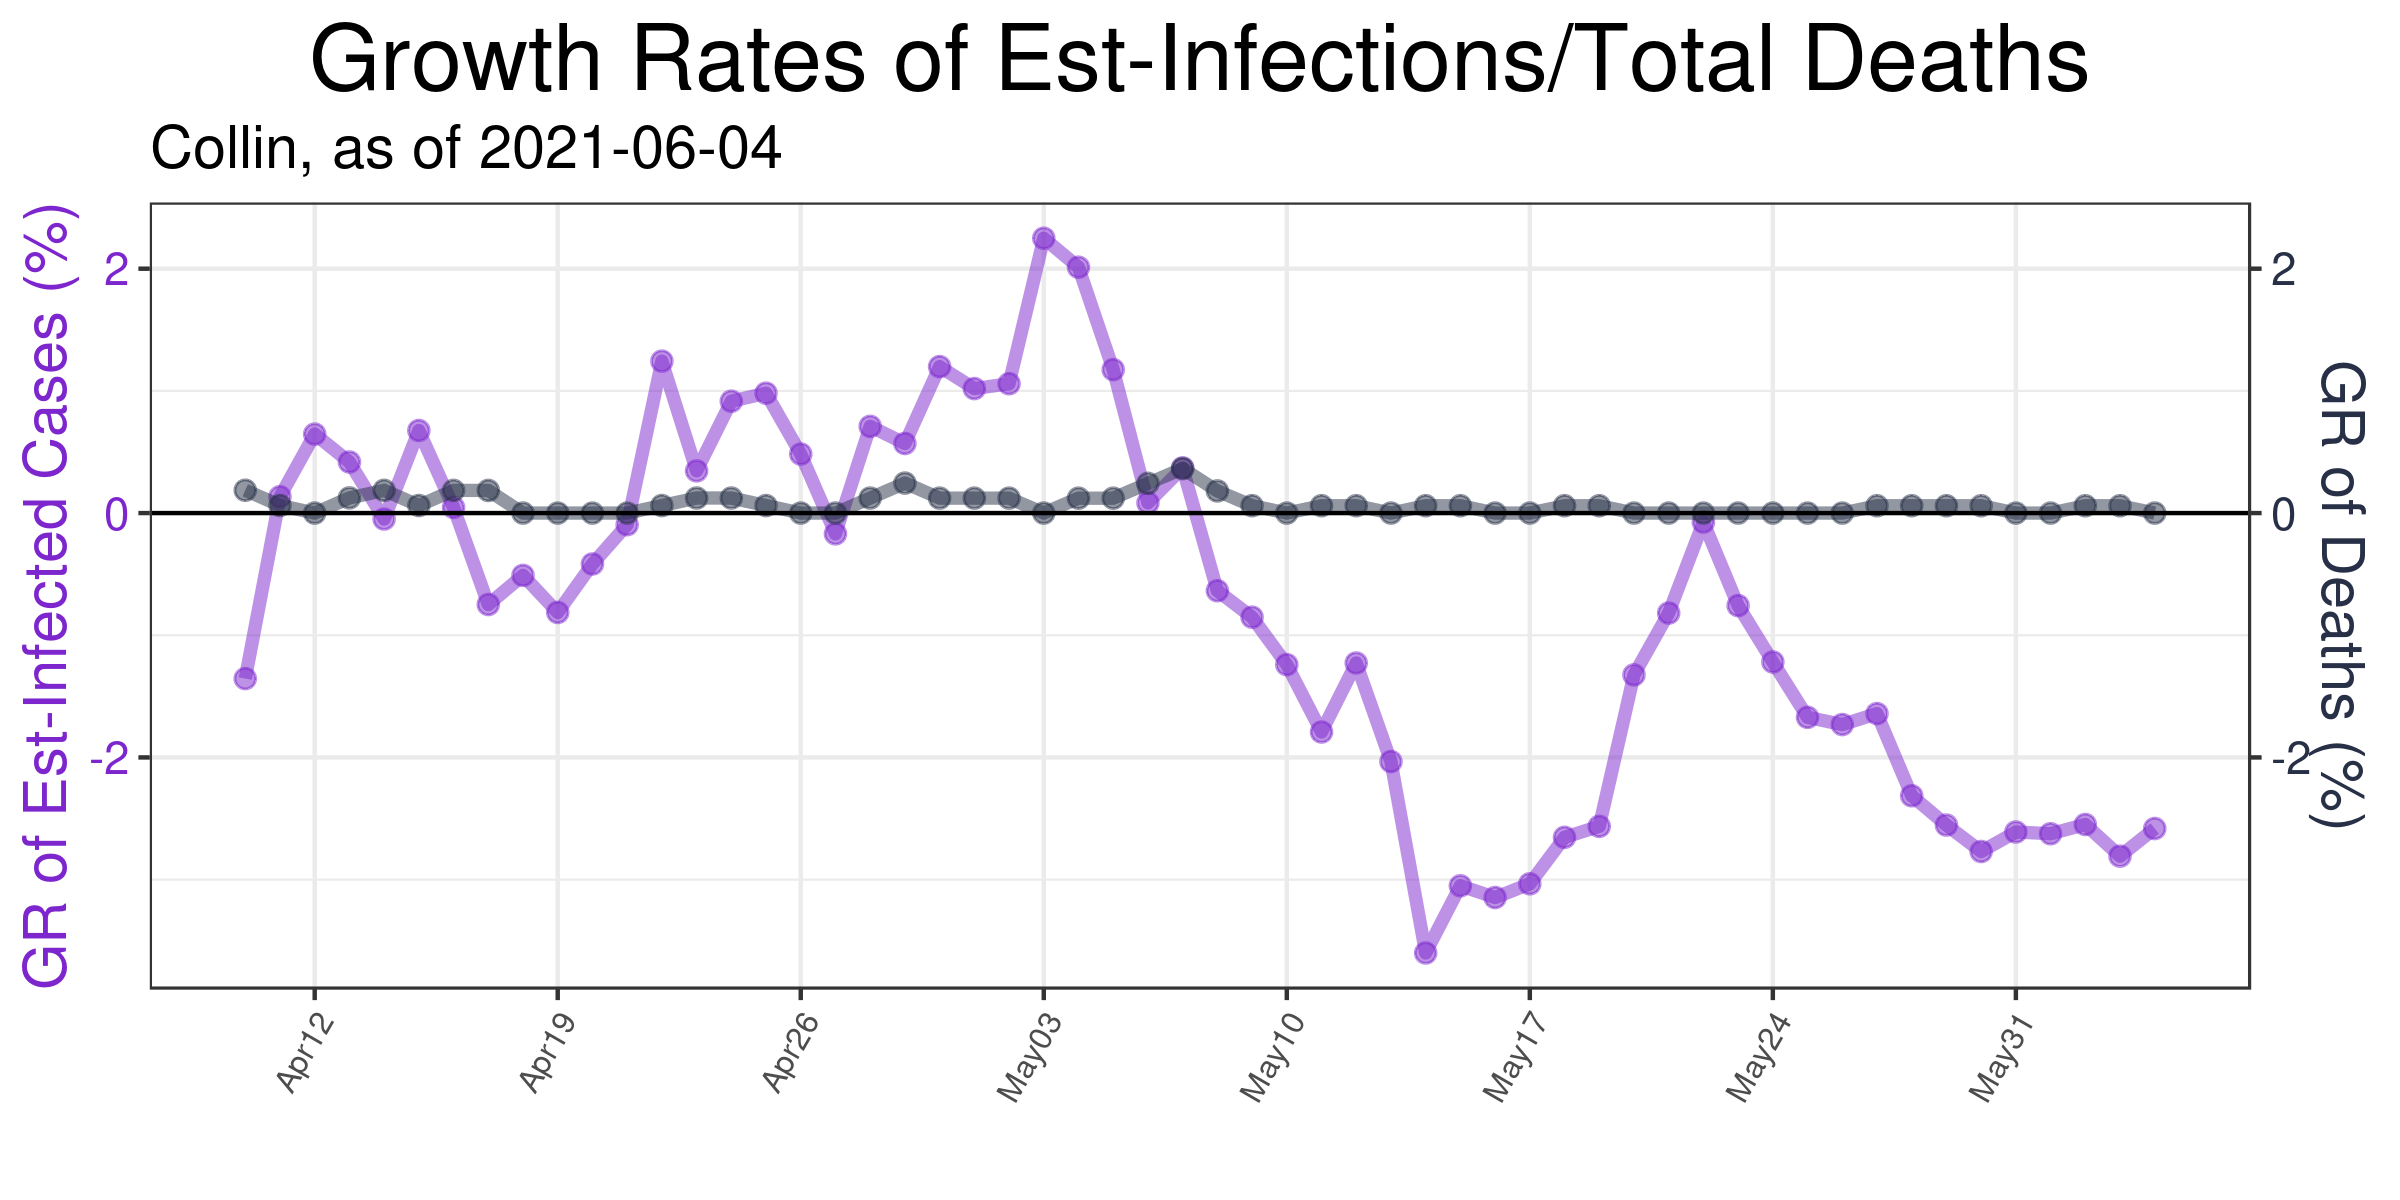 Growth Rates of Est-Infections/Total Deaths
Collin, as of 2021-06-04
GR of Est-Infected Cases (%)
2
0
-2
2
0
-2
GR of Deaths (%)
Apr12
Apr19
Apr26
May03
May10
May17
May24
May31